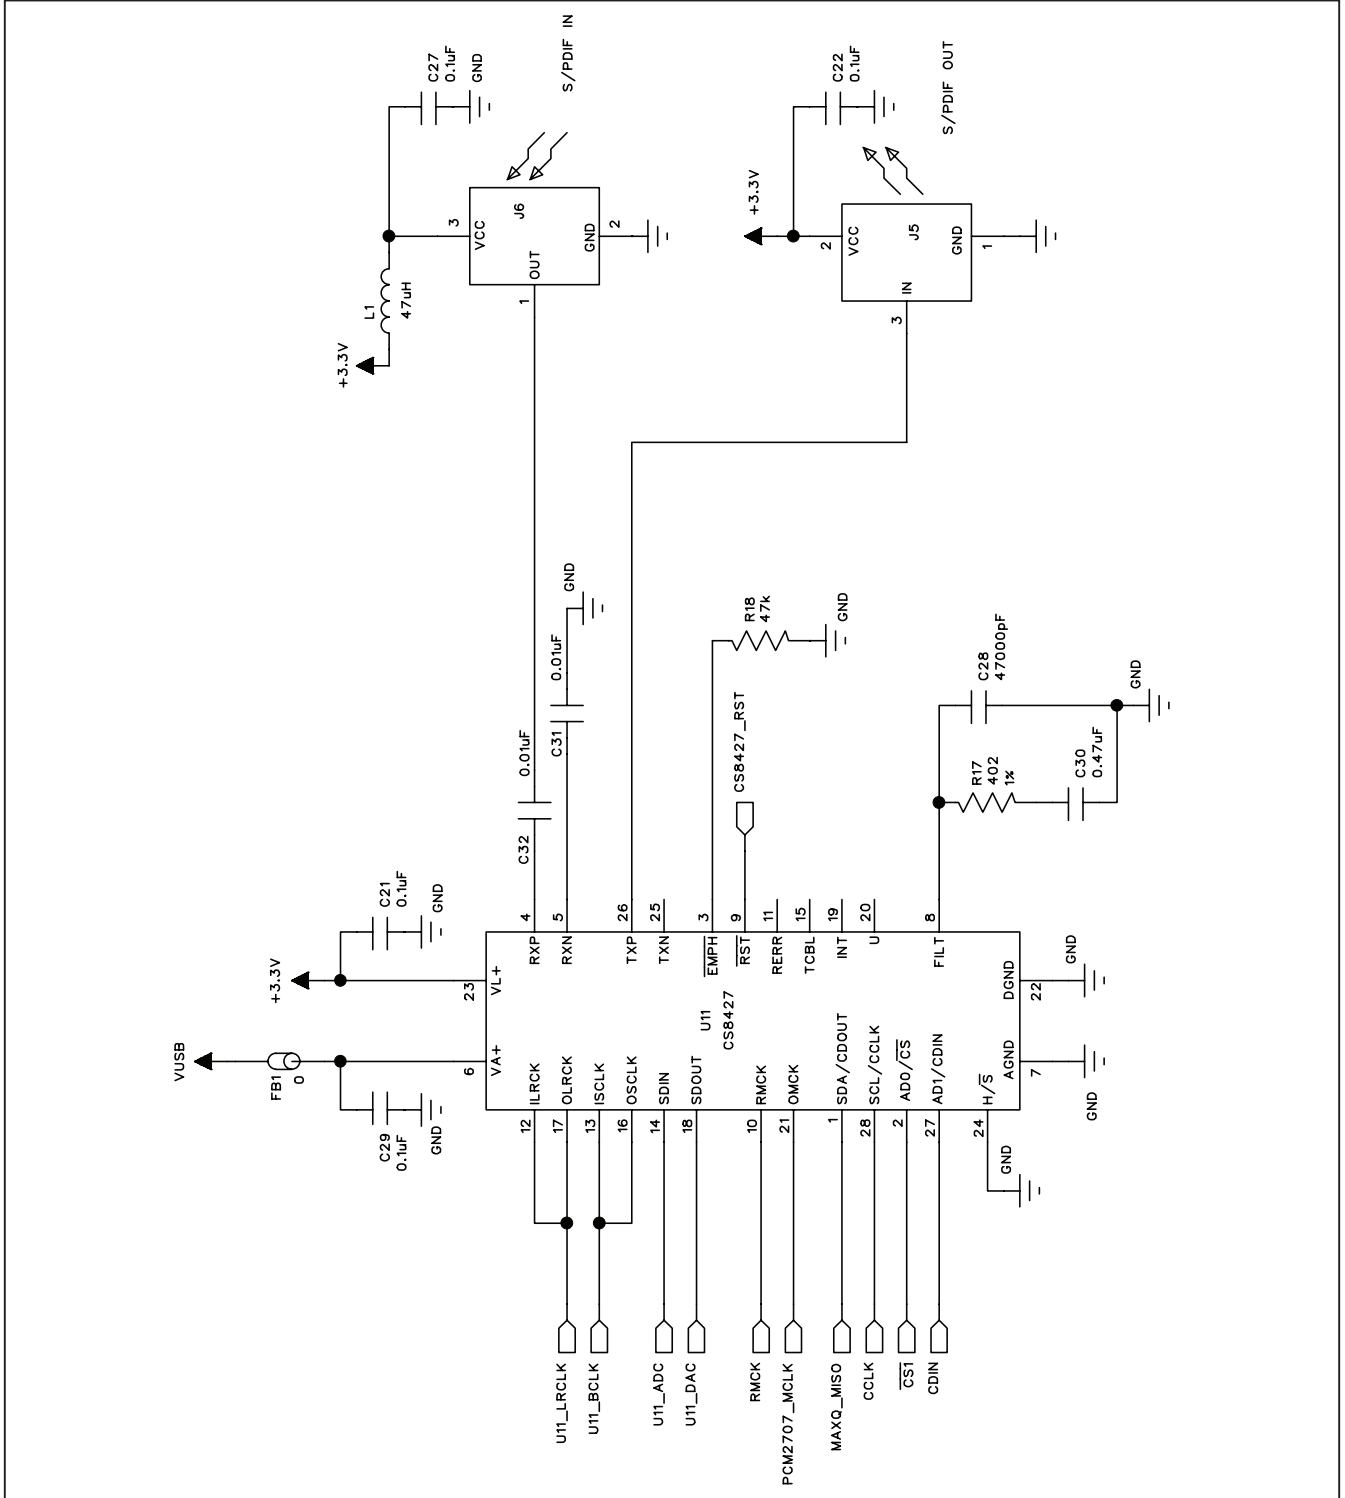 VUSB
FB1
0
C29
0.1uF
GND
+3.3V
C21
0.1uF
GND
6
VA+
23
VL+
12
ILRCK
17
OLRCK
13
ISCLK
16
OSCLK
14
SDIN
18
SDOUT
10
RMCK
21
OMCK
1
SDA/CDOUT
28
SCL/CCLK
2
AD0/CS
27
AD1/CDIN
24
H/S
GND
U11
CS8427
4
RXP
5
RXN
26
TXP
25
TXN
3
EMPH
9
RST
11
RERR
15
TCBL
19
INT
20
U
8
FILT
AGND
7
GND
DGND
22
GND
U11_LRCLK
U11_BCLK
U11_ADC
U11_DAC
RMCK
PCM2707_MCLK
MAXQ_MISO
CCLK
CS1
CDIN
C32
0.01uF
C31
0.01uF
GND
R18
47k
GND
CS8427_RST
R17
402
1%
C30
0.47uF
C28
47000pF
GND
+3.3V
L1
47uH
C27
0.1uF
GND
3
VCC
J6
OUT
1
GND
2
S/PDIF IN
+3.3V
C22
0.1uF
2
VCC
J5
IN
3
GND
1
S/PDIF OUT